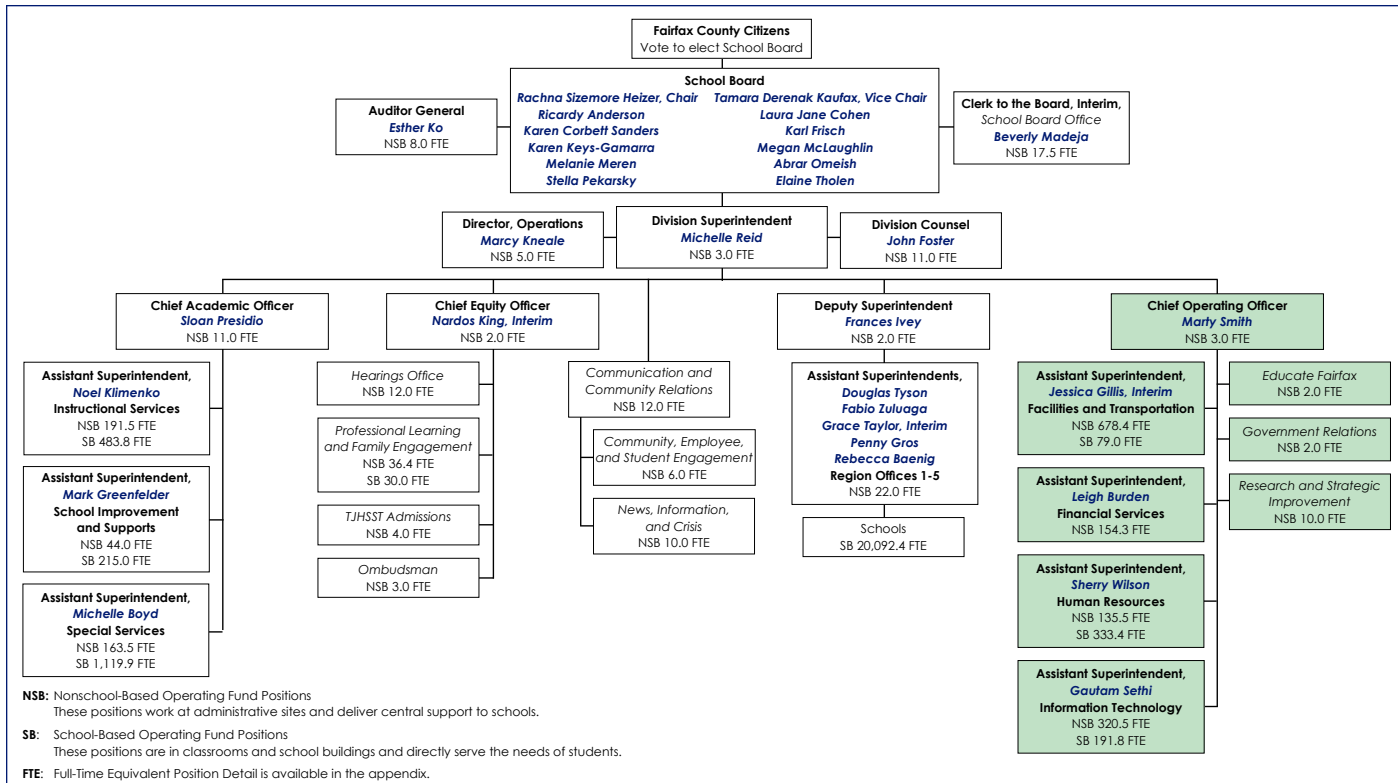 Fairfax County Citizens
Vote to elect School Board
School Board
Rachna Sizemore Heizer, Chair
Ricardy Anderson
Karen Corbett Sanders
Karen Keys-Gamarra
Melanie Meren
Stella Pekarsky
Tamara Derenak Kaufax, Vice Chair
Laura Jane Cohen
Karl Frisch
Megan McLaughlin
Abrar Omeish
Elaine Tholen
Auditor General
Esther Ko
NSB 8.0 FTE
Clerk to the Board, Interim,
School Board Office
Beverly Madeja
NSB 17.5 FTE
Director, Operations
Marcy Kneale
NSB 5.0 FTE
Division Superintendent
Michelle Reid
NSB 3.0 FTE
Division Counsel
John Foster
NSB 11.0 FTE
Chief Academic Officer
Sloan Presidio
NSB 11.0 FTE
Assistant Superintendent,
Noel Klimenko
Instructional Services
NSB 191.5 FTE
SB 483.8 FTE
Assistant Superintendent,
Mark Greenfelder
School Improvement
and Supports
NSB 44.0 FTE
SB 215.0 FTE
Assistant Superintendent,
Michelle Boyd
Special Services
NSB 163.5 FTE
SB 1,119.9 FTE
Chief Equity Officer
Nardos King, Interim
NSB 2.0 FTE
Hearings Office
NSB 12.0 FTE
Professional Learning
and Family Engagement
NSB 36.4 FTE
SB 30.0 FTE
TJHSST Admissions
NSB 4.0 FTE
Ombudsman
NSB 3.0 FTE
Communication and
Community Relations
NSB 12.0 FTE
Community, Employee,
and Student Engagement
NSB 6.0 FTE
News, Information,
and Crisis
NSB 10.0 FTE
Deputy Superintendent
Frances Ivey
NSB 2.0 FTE
Assistant Superintendents,
Douglas Tyson
Fabio Zuluaga
Grace Taylor, Interim
Penny Gros
Rebecca Baenig
Region Offices 1-5
NSB 22.0 FTE
Schools
SB 20,092.4 FTE
Chief Operating Officer
Marty Smith
NSB 3.0 FTE
Assistant Superintendent,
Jessica Gillis, Interim
Facilities and Transportation
NSB 678.4 FTE
SB 79.0 FTE
Assistant Superintendent,
Leigh Burden
Financial Services
NSB 154.3 FTE
Assistant Superintendent,
Sherry Wilson
Human Resources
NSB 135.5 FTE
SB 333.4 FTE
Assistant Superintendent,
Gautam Sethi
Information Technology
NSB 320.5 FTE
SB 191.8 FTE
Educate Fairfax
NSB 2.0 FTE
Government Relations
NSB 2.0 FTE
Research and Strategic
Improvement
NSB 10.0 FTE
NSB: Nonschool-Based Operating Fund Positions
These positions work at administrative sites and deliver central support to schools.
SB: School-Based Operating Fund Positions
These positions are in classrooms and school buildings and directly serve the needs of students.
FTE: Full-Time Equivalent Position Detail is available in the appendix.